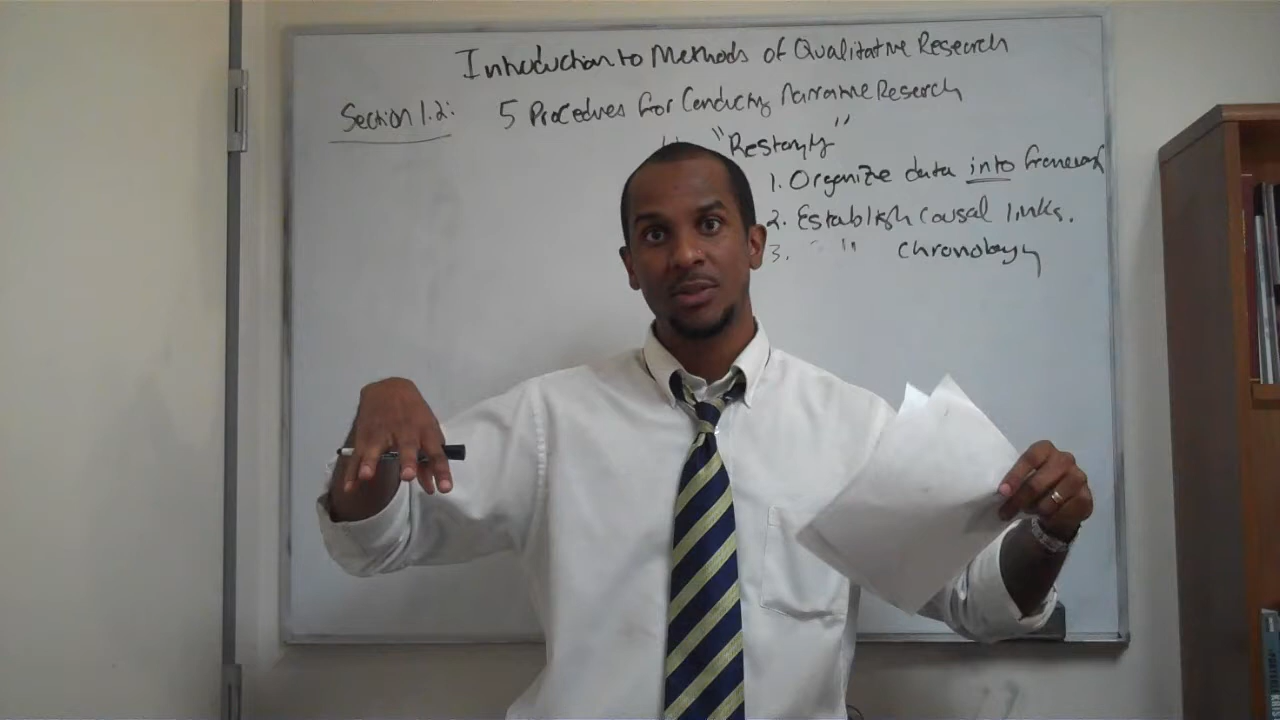 Introduction to Methods of Qualitative Research
Section 1.2: 5 Procedures for Conducting Narrative Research
"Restorying"
1. Organize data into framework
2. Establish causal links.
3. " chronology